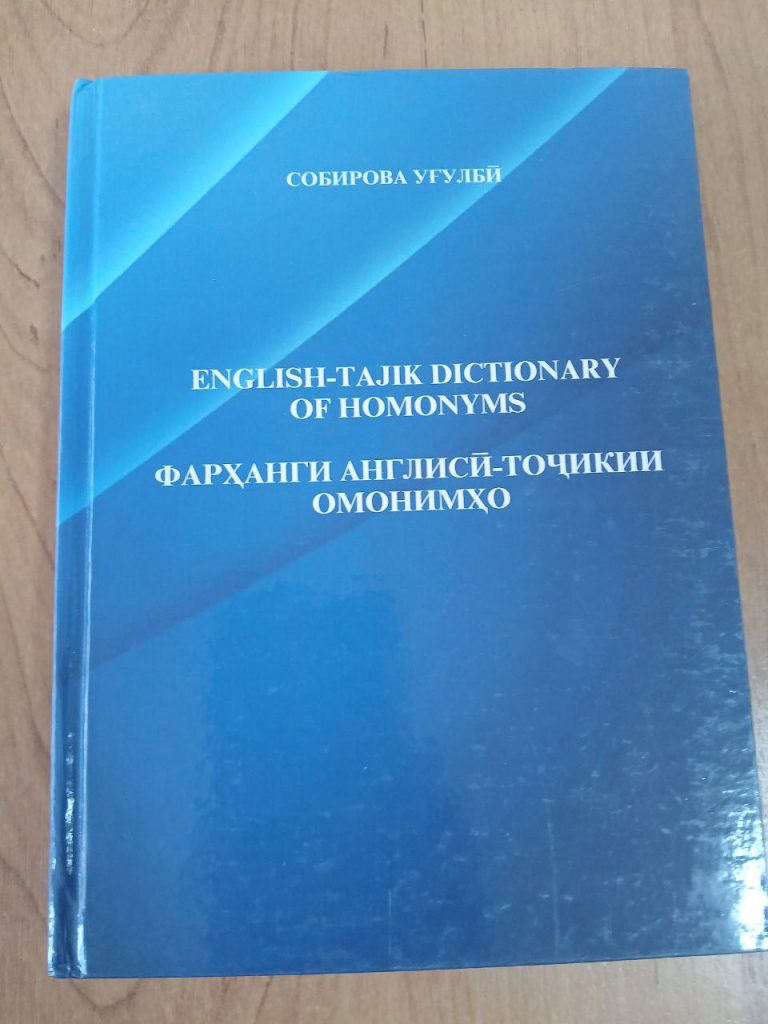 СОБИРОВА УҒУЛБӢ
ENGLISH-TAJIK DICTIONARY
OF HOMONYMS
ФАРҲАНГИ АНГЛИСӢ-ТОҶИКИИ
ОМОНИМҲО